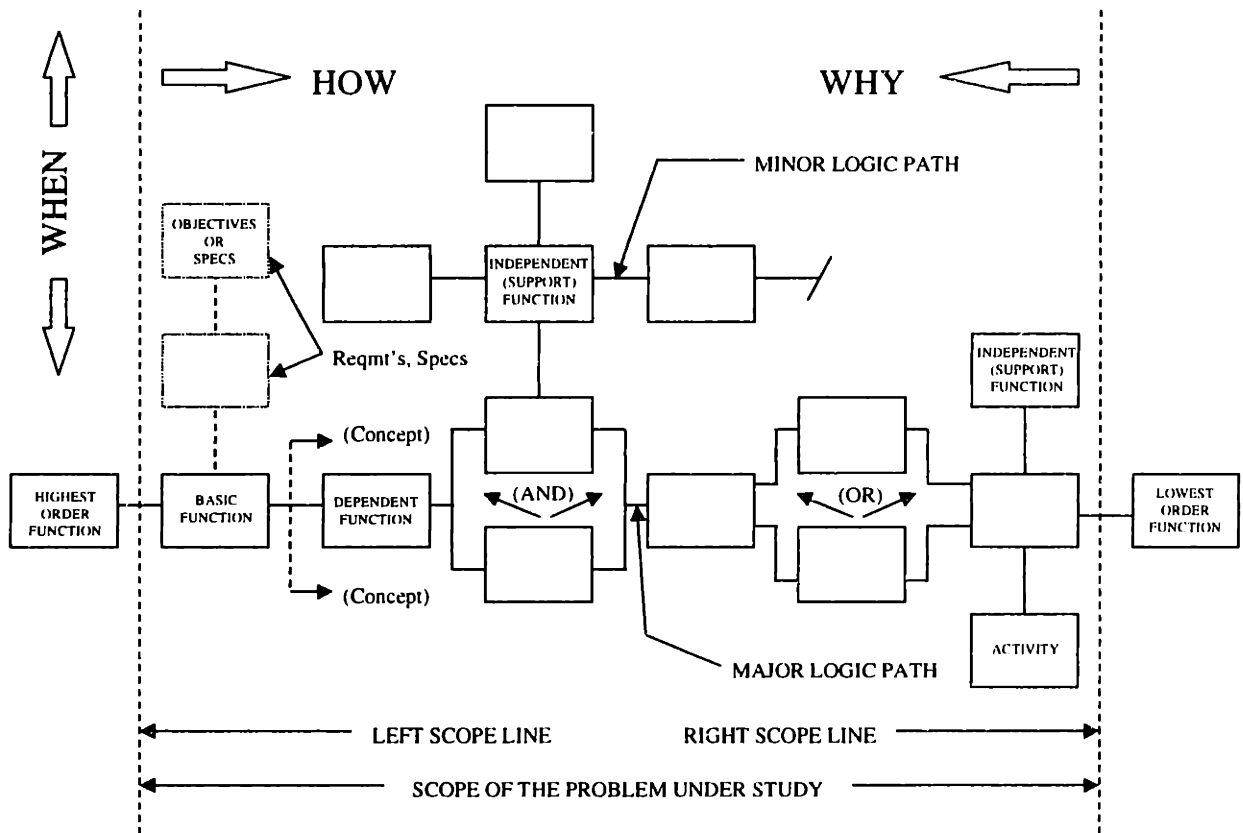 HOW
WHY
WHEN
MINOR LOGIC PATH
OBJECTIVES
OR
SPECS
INDEPENDENT
(SUPPORT)
FUNCTION
Reqmt's, Specs
INDEPENDENT
(SUPPORT)
FUNCTION
(Concept)
HIGHEST
ORDER
FUNCTION
BASIC
FUNCTION
DEPENDENT
FUNCTION
(AND)
(OR)
LOWEST
ORDER
FUNCTION
(Concept)
ACTIVITY
MAJOR LOGIC PATH
LEFT SCOPE LINE
RIGHT SCOPE LINE
SCOPE OF THE PROBLEM UNDER STUDY